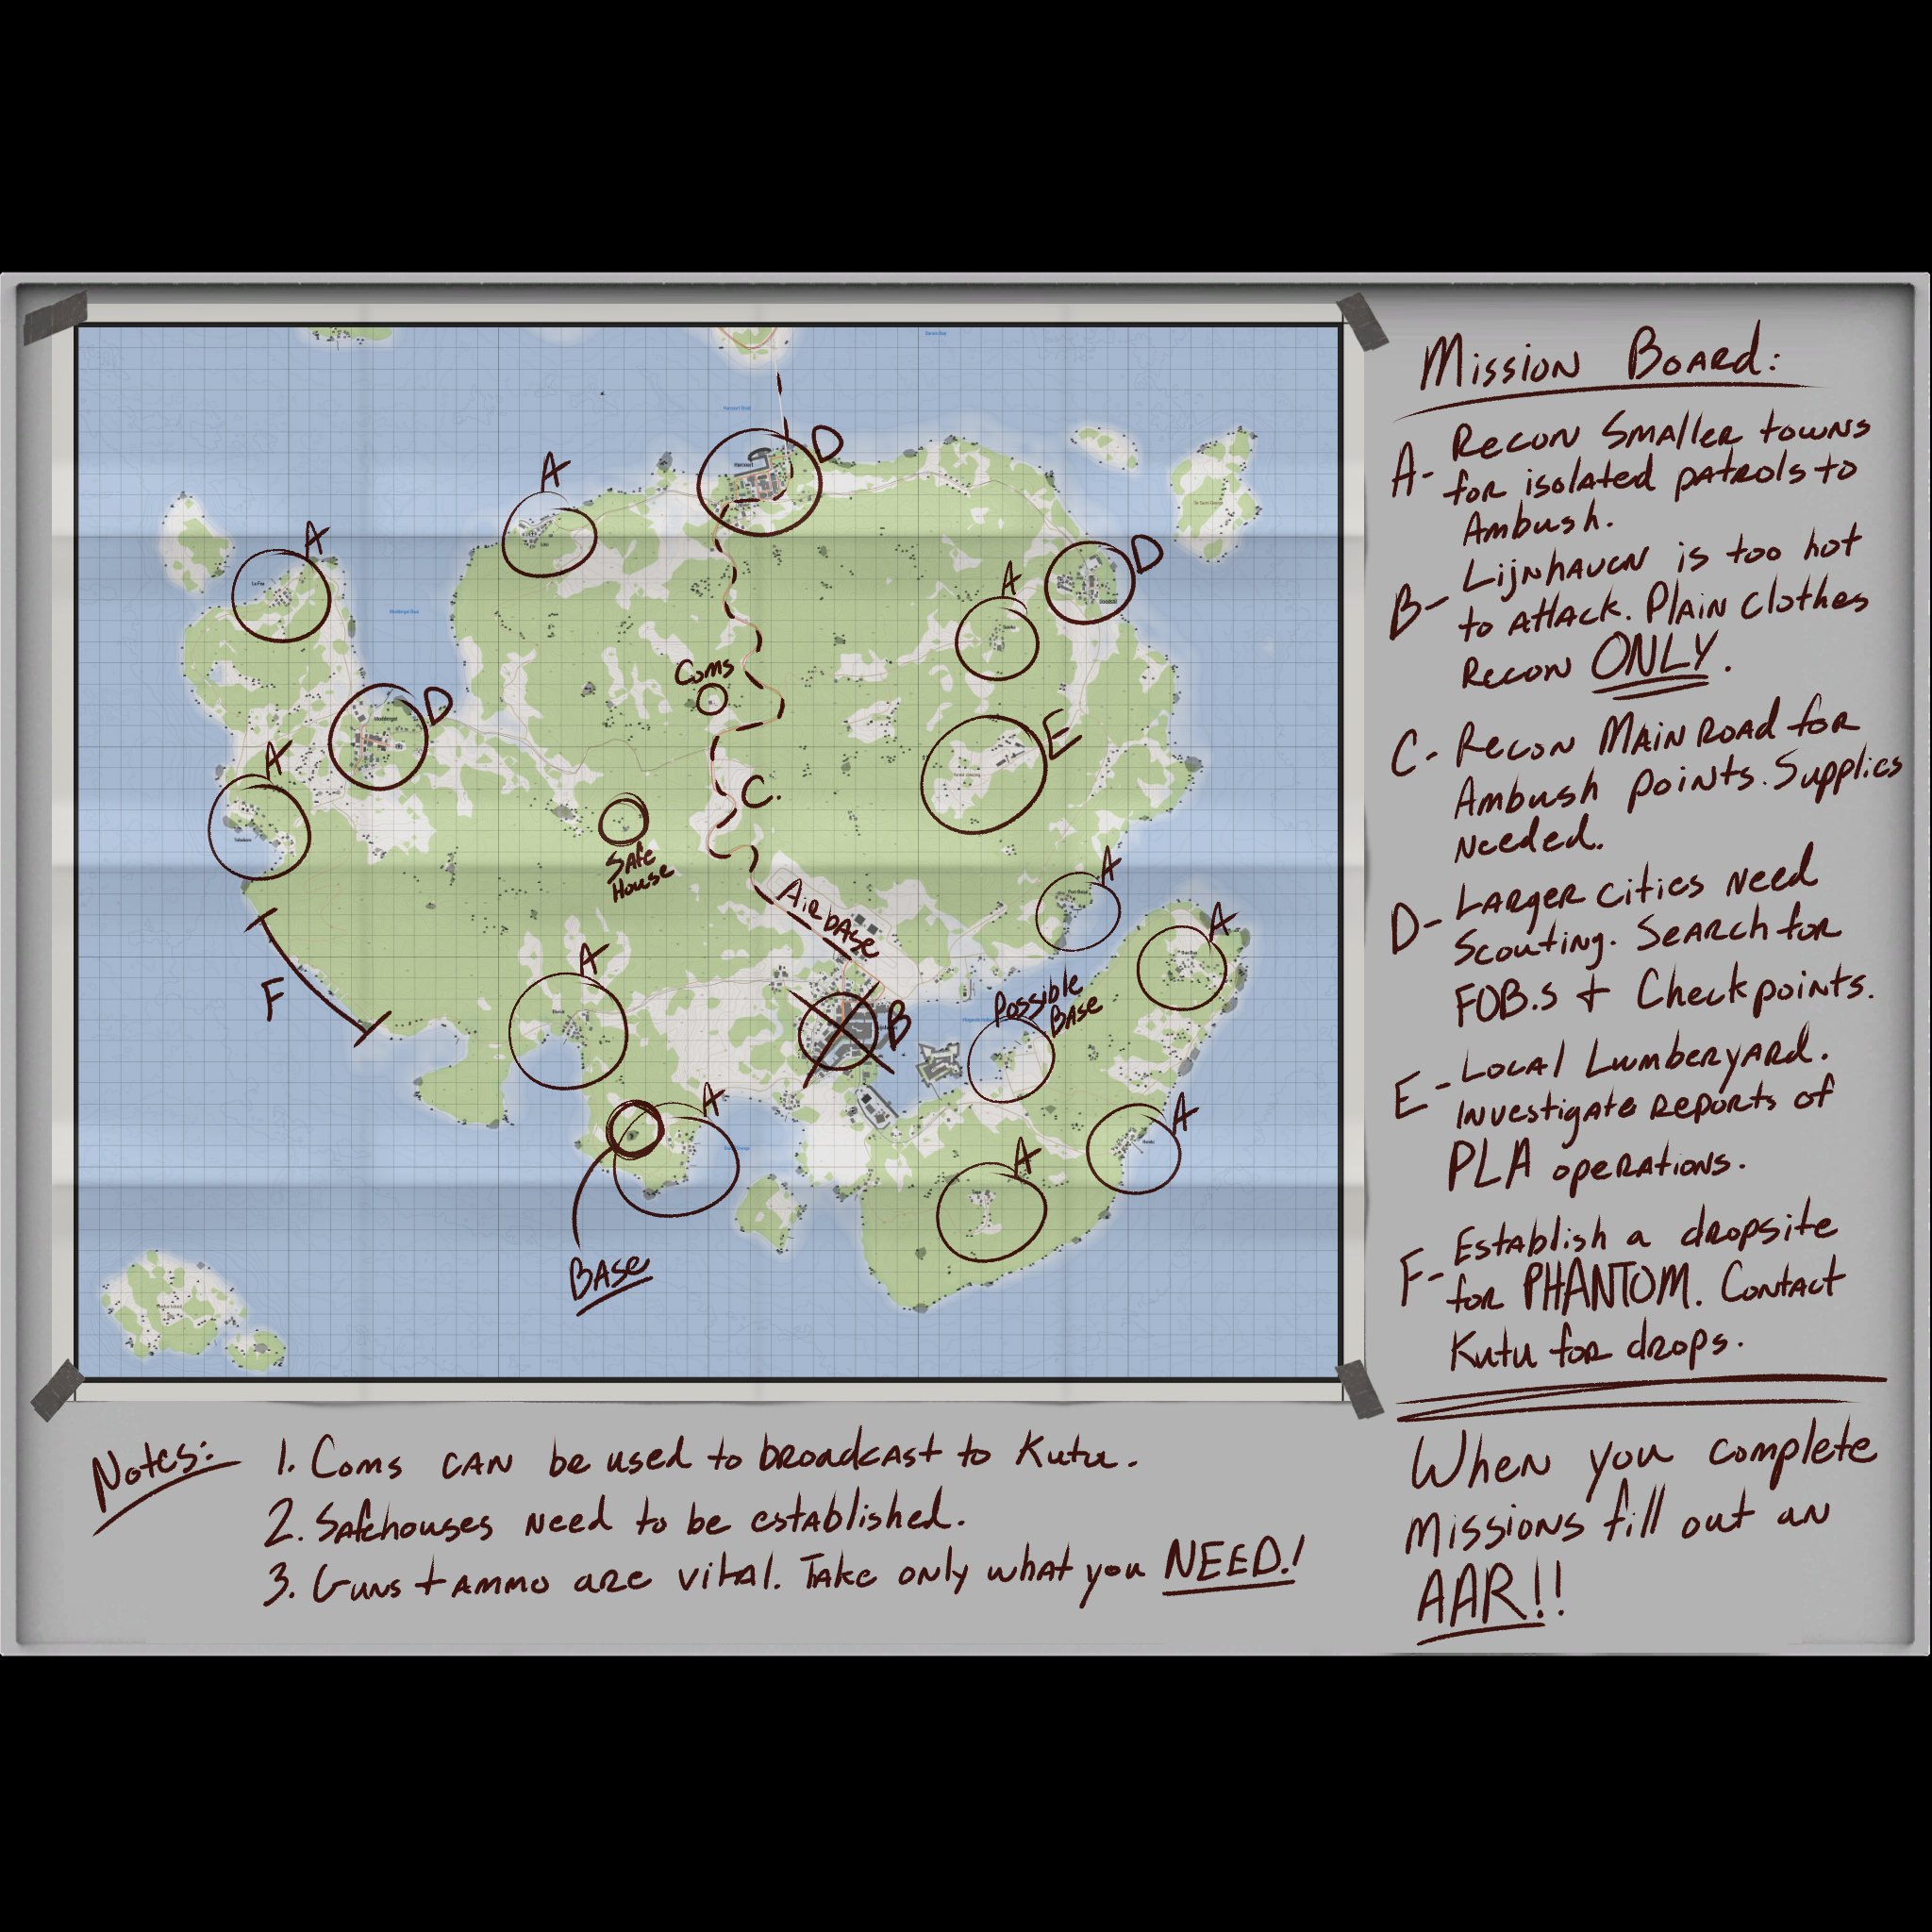 Mission Board:
A- Recon Smaller towns
for isolated patrols to
Ambush.
B- Lijnhaven is too hot
to attack. Plain clothes
Recon ONLY.
C- Recon Main Road for
Ambush points. Supplies
Needed.
D- Larger cities need
Scouting. Search for
FOB.s + Checkpoints.
E- Local Lumberyard.
Investigate reports of
PLA operations.
F- Establish a dropsite
for PHANTOM. Contact
Kutu for drops.
When you complete
missions fill out an
AAR!!
A
D
A
D
A
Coms
D
A
E
C.
Safe
House
Airbase
A
A
F
A
Possible
Base
B
A
A
A
Base
Harcourt
Notes:
1. Coms can be used to broadcast to Kutu.
2. Safehouses need to be established.
3. Guns + ammo are vital. Take only what you NEED!